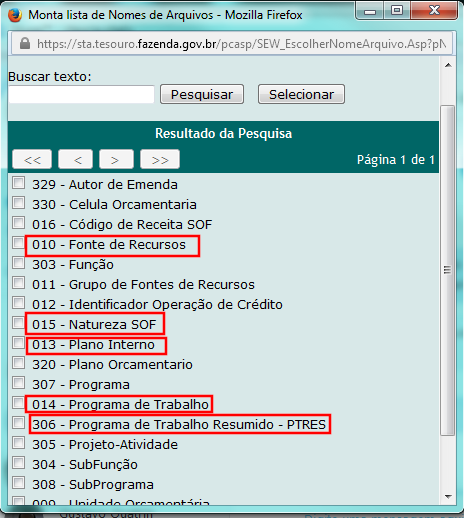 Monta lista de Nomes de Arquivos - Mozilla Firefox
https://sta.tesouro.fazenda.gov.br/pcasp/SEW_EscolherNomeArquivo.Asp?pN
Buscar texto:
Pesquisar Selecionar
Resultado da Pesquisa
<< < > >> Página 1 de 1
329 - Autor de Emenda
330 - Celula Orcamentaria
016 - Código de Receita SOF
010 - Fonte de Recursos
303 - Função
011 - Grupo de Fontes de Recursos
012 - Identificador Operação de Crédito
015 - Natureza SOF
013 - Plano Interno
320 - Plano Orcamentario
307 - Programa
014 - Programa de Trabalho
306 - Programa de Trabalho Resumido - PTRES
305 - Projeto-Atividade
304 - SubFunção
308 - SubPrograma
009 - Unidade Orçamentária